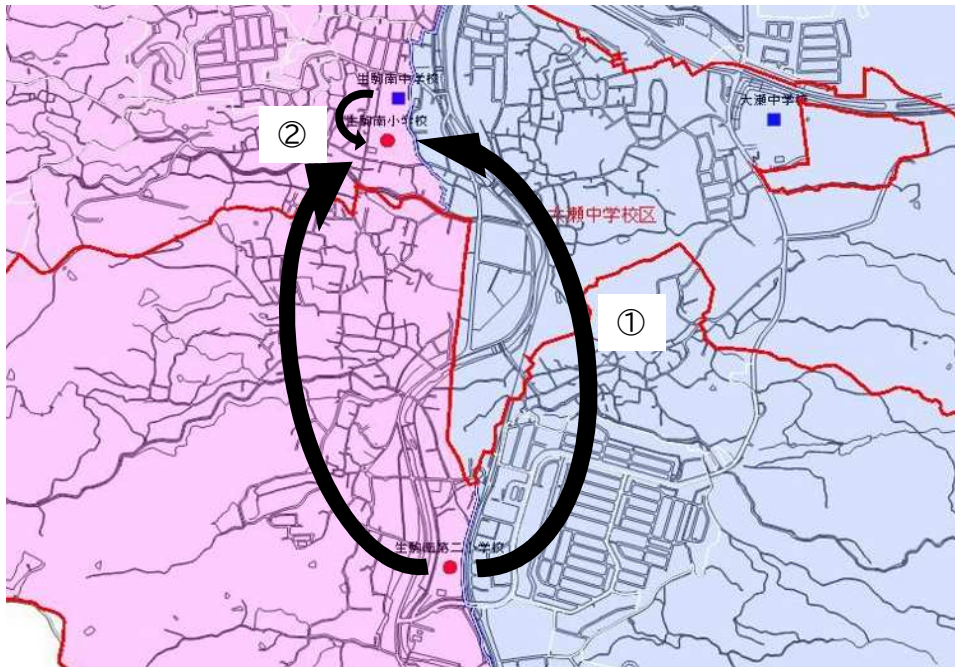 生駒南中学校
大瀬中学校
生駒南小学校
②
大瀬中学校区
①
生駒南第二小学校